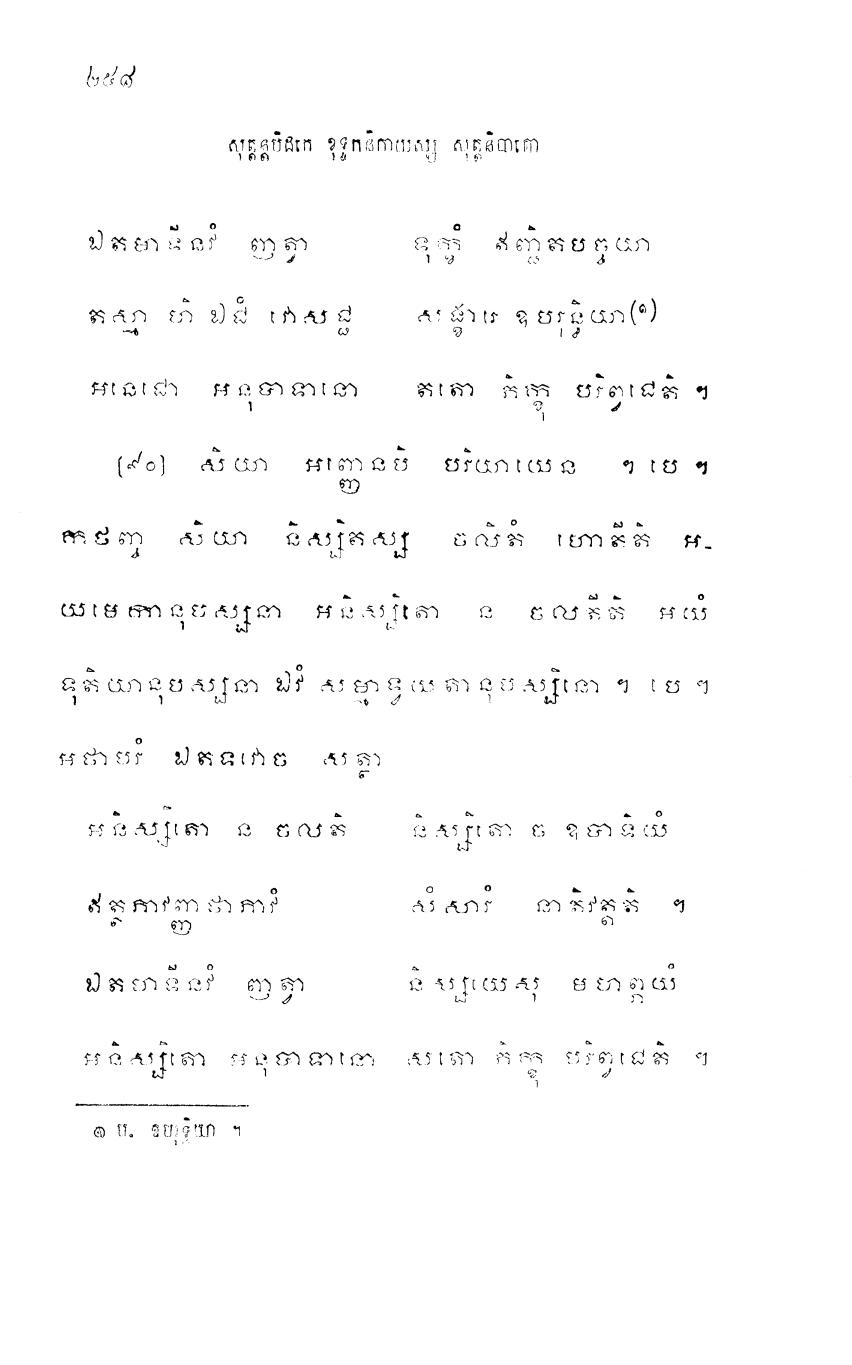 ២៥៨
សុត្តន្តបិដកេ ខុទ្ទកនិកាយស្ស សុត្តនិបាតោ
ឯតមាទីនវំ ញត្វា ទុក្ខំ ឥញ្ជិតបច្ចយា
តស្មា ហិ ឯជំ វោសជ្ជ សង្ខារេ ឧបរុន្ធិយា(១)
អនេជោ អនុបាទានោ តតោ ភិក្ខុ បរិព្វជេតិ ។
(៩០) សិយា អញ្ញេនបិ បរិយាយេន ។ បេ ។
កថញ្ច សិយា និស្សិតស្ស ចលិតំ ហោតីតិ អ-
យមេកានុបស្សនា អនិស្សិតោ ន ចលតីតិ អយំ
ទុតិយានុបស្សនា ឯវំ សម្មាទ្វយតានុបស្សិនោ ។ បេ ។
អថាបរំ ឯតទវោច សត្ថា
អនិស្សិតោ ន ចលតិ និស្សិតោ ច ឧបាទិយំ
ឥត្ថភាវញ្ញថាភាវំ សំសារំ នាតិវត្តតិ ។
ឯតមាទីនវំ ញត្វា និស្សយេសុ មហព្ភយំ
អនិស្សិតោ អនុបាទានោ សតោ ភិក្ខុ បរិព្វជេតិ ។
១ ម. ឧបរុទ្ធិយា ។